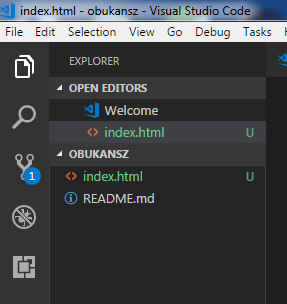 index.html - obukansz - Visual Studio Code
File Edit Selection View Go Debug Tasks
EXPLORER
OPEN EDITORS
Welcome
index.html U
1
OBUKANSZ
index.html U
README.md